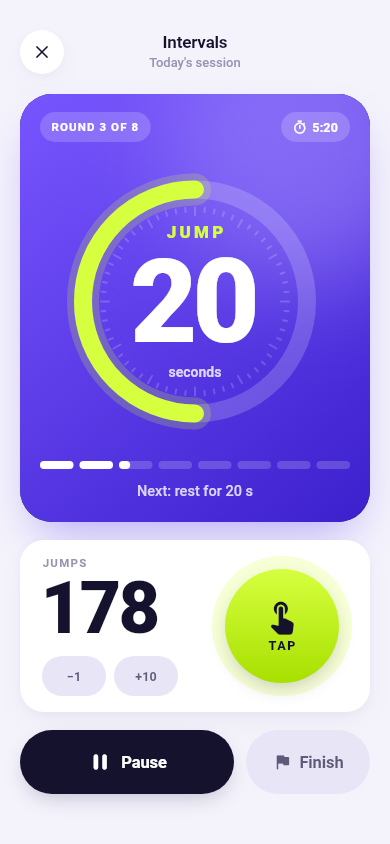 Intervals
Today's session
ROUND 3 OF 8
5:20
JUMP
20
seconds
Next: rest for 20 s
JUMPS
178
−1
+10
TAP
Pause
Finish